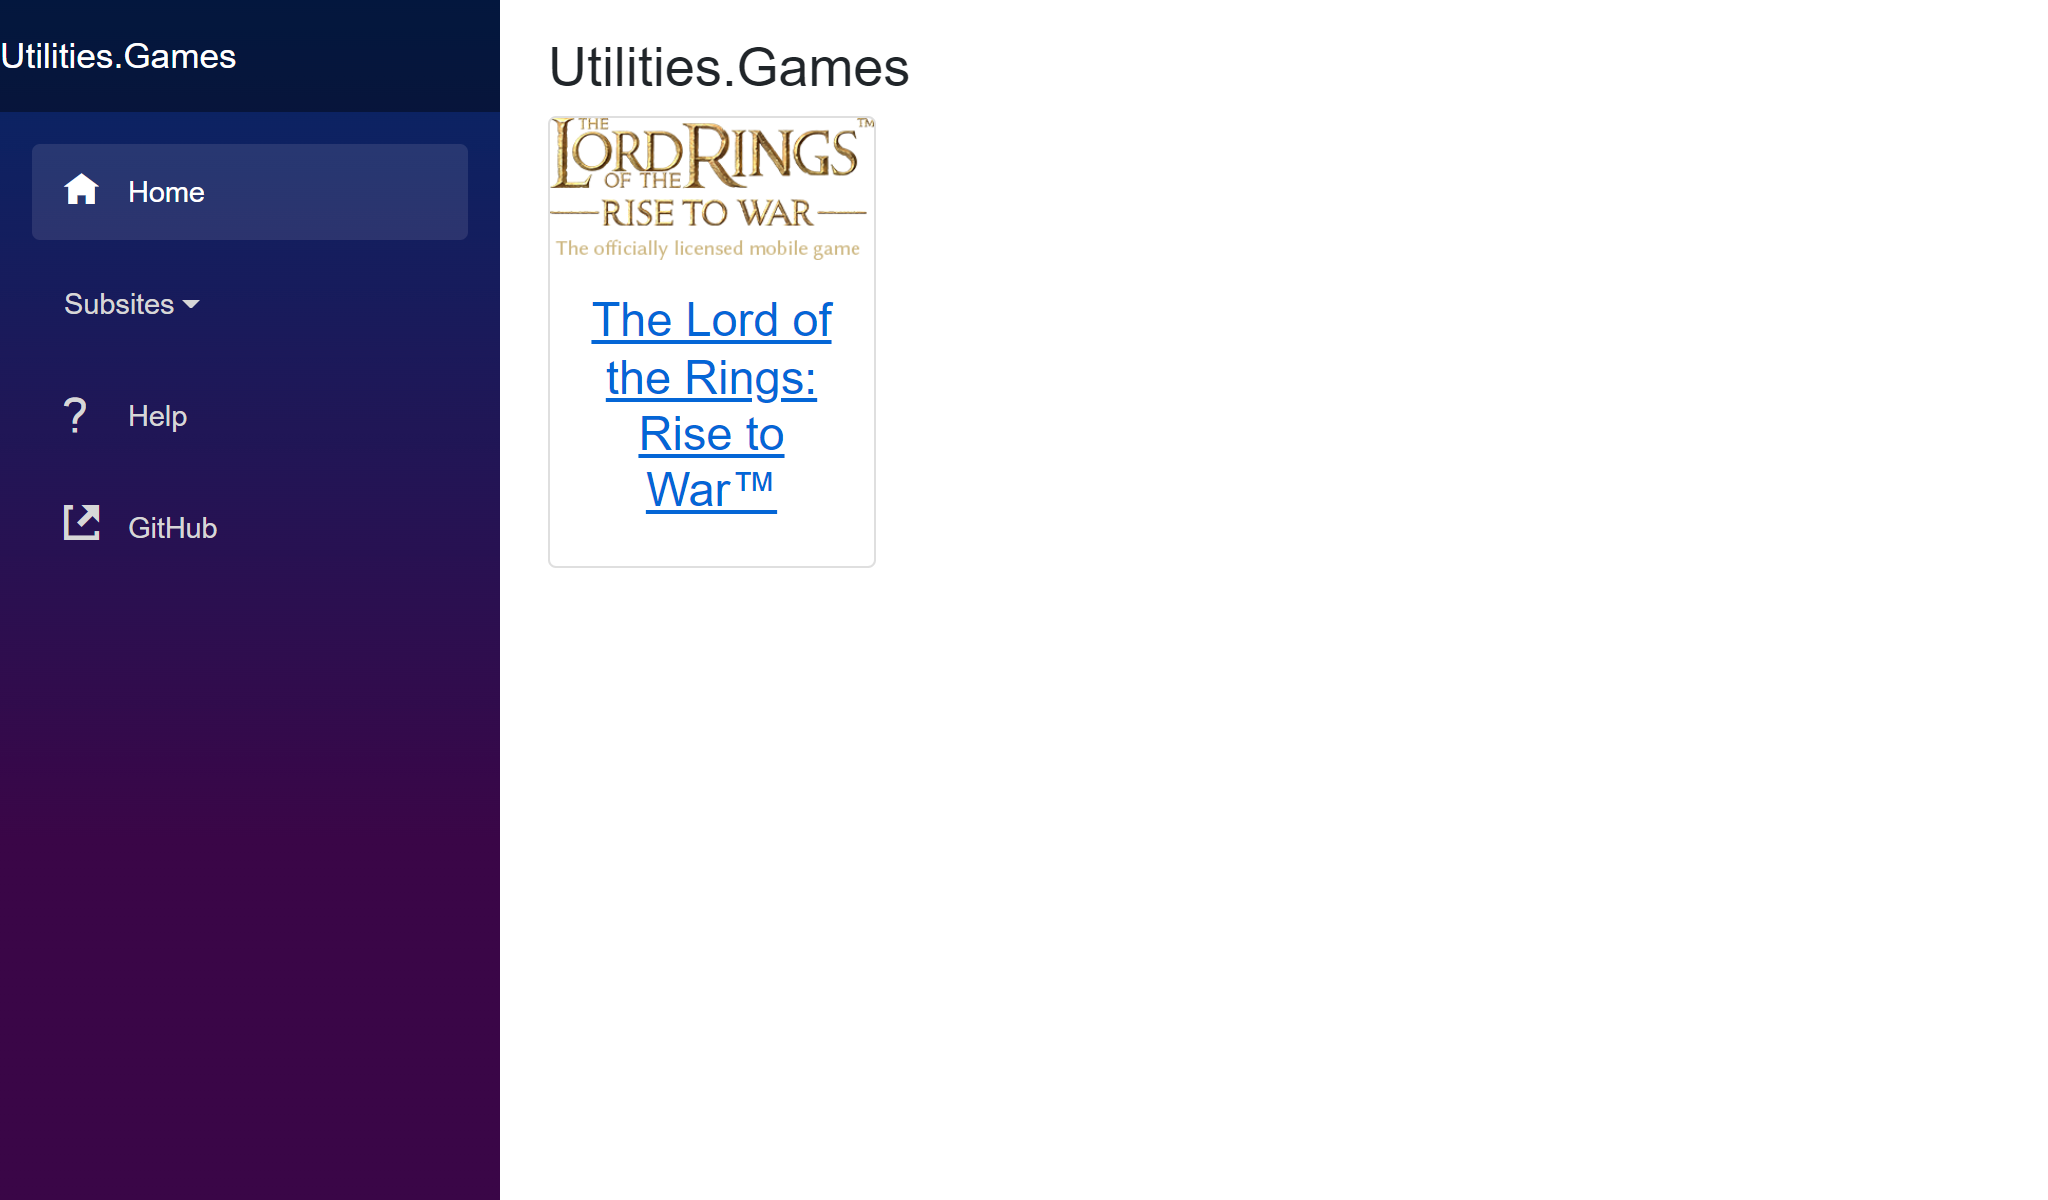 Utilities.Games
Home
Subsites
Help
GitHub
Utilities.Games
THE LORD OF THE RINGS™
RISE TO WAR
The officially licensed mobile game
The Lord of
the Rings:
Rise to
War™